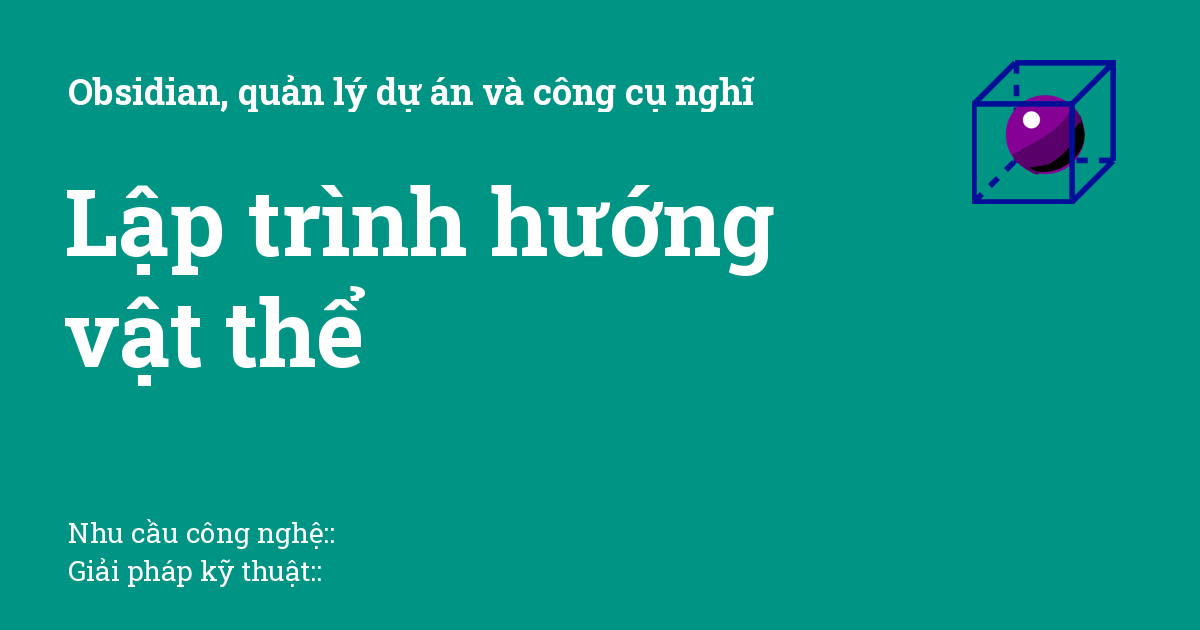 Obsidian, quản lý dự án và công cụ nghĩ
Lập trình hướng
vật thể
Nhu cầu công nghệ::
Giải pháp kỹ thuật::